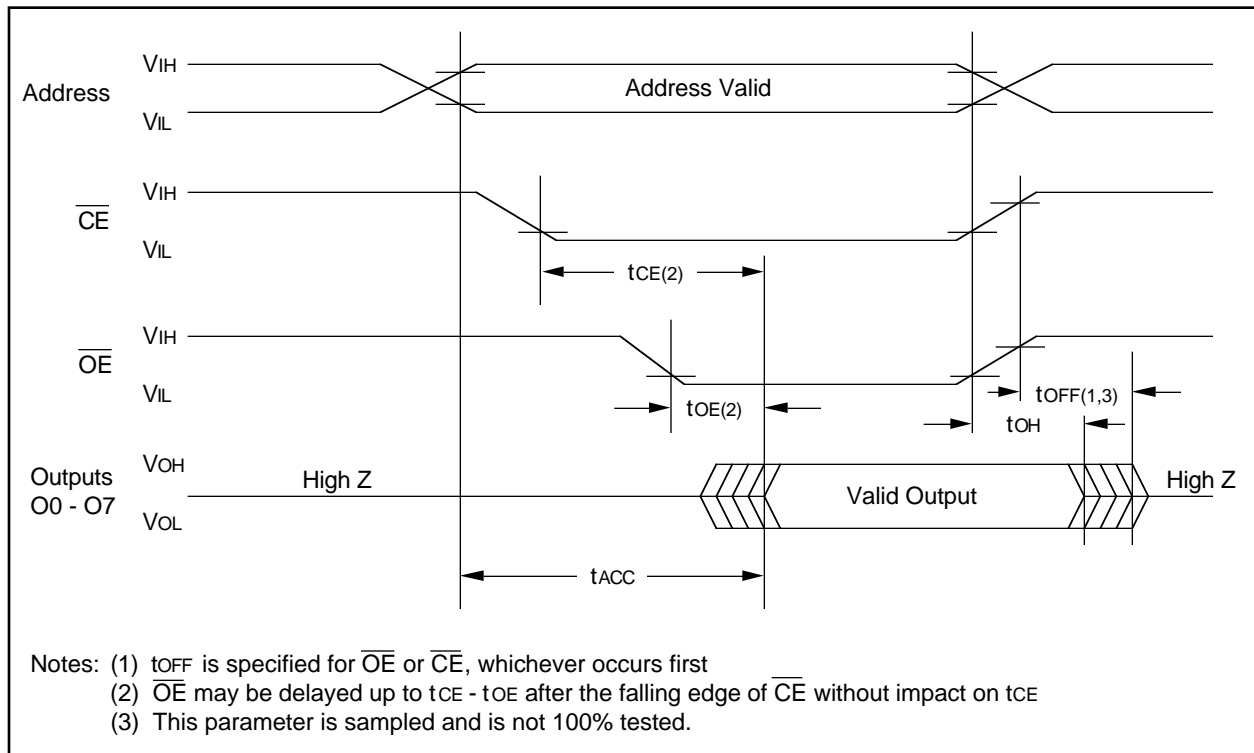 Address
VIH
VIL
Address Valid
CE
VIH
VIL
tCE(2)
OE
VIH
VIL
tOE(2)
tOFF(1,3)
tOH
Outputs
O0 - O7
VOH
VOL
High Z
Valid Output
High Z
tACC
Notes: (1) tOFF is specified for OE or CE, whichever occurs first
(2) OE may be delayed up to tCE - tOE after the falling edge of CE without impact on tCE
(3) This parameter is sampled and is not 100% tested.